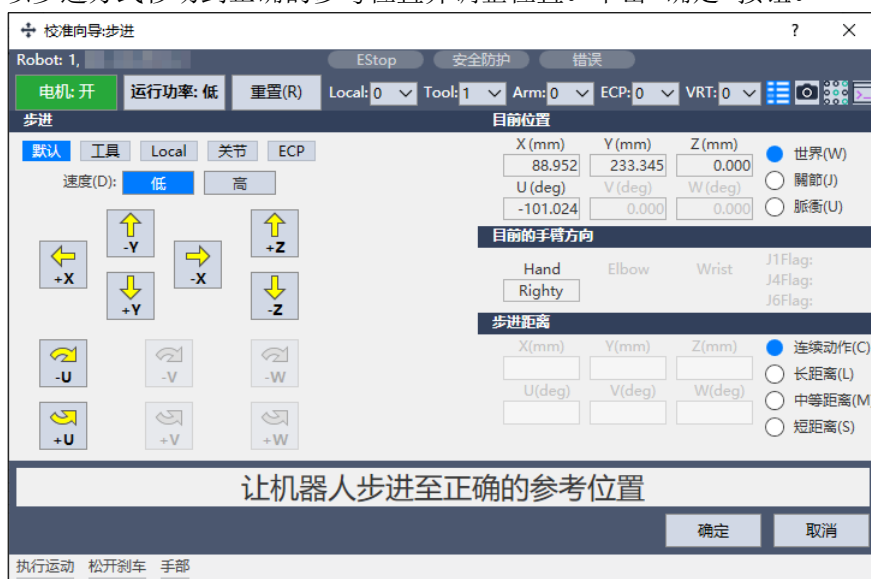 校准向导:步进
?
Robot: 1,
EStop 安全防护 错误
电机: 开 运行功率: 低 重置(R) Local: 0 Tool: 1 Arm: 0 ECP: 0 VRT: 0
步进
默认 工具 Local 关节 ECP
速度(D): 低 高
-Y +Z
+X -X
+Y -Z
-U -V -W
+U +V +W
目前位置
X (mm) Y (mm) Z (mm)
88.952 233.345 0.000
U (deg) V (deg) W (deg)
-101.024 0.000 0.000
世界(W)
關節(J)
脈衝(U)
目前的手臂方向
Hand Elbow Wrist
Righty
J1Flag:
J4Flag:
J6Flag:
步进距离
X(mm) Y(mm) Z(mm)
U(deg) V(deg) W(deg)
连续动作(C)
长距离(L)
中等距离(M
短距离(S)
让机器人步进至正确的参考位置
确定 取消
执行运动 松开刹车 手部